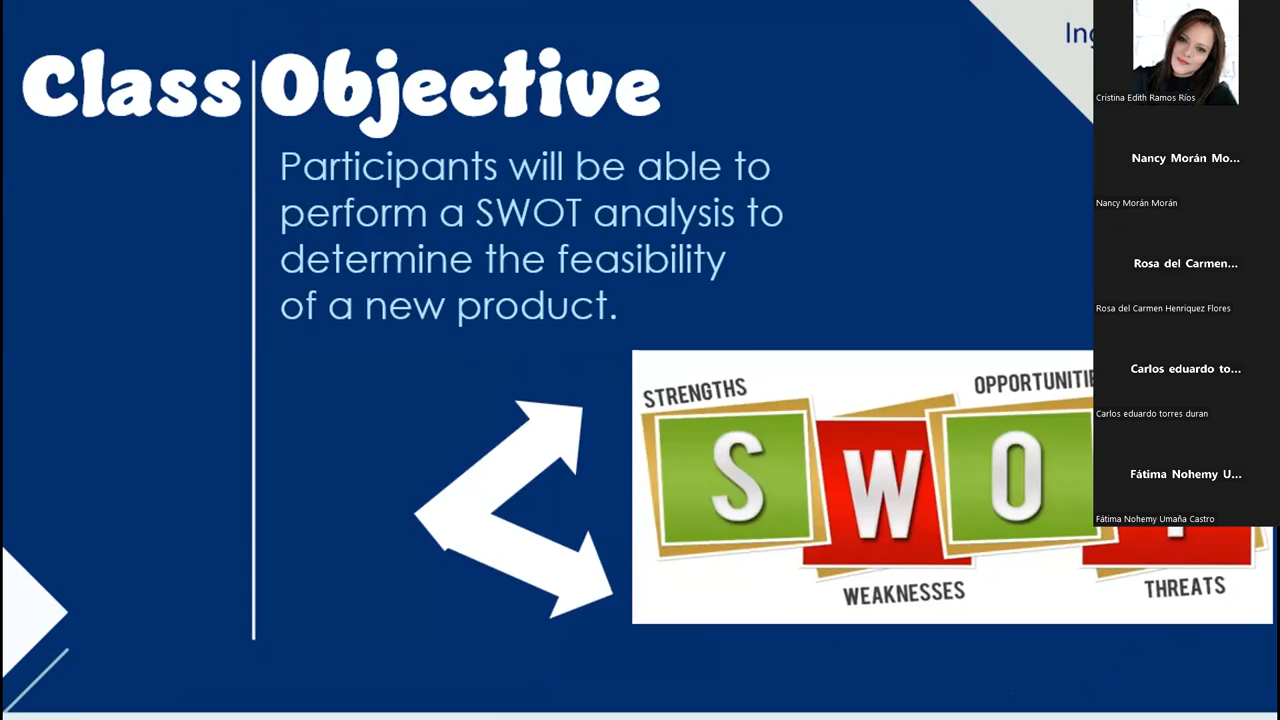 Class Objective
Participants will be able to
perform a SWOT analysis to
determine the feasibility
of a new product.
STRENGTHS
OPPORTUNITIE
S
W
O
WEAKNESSES
THREATS
Ing
Cristina Edith Ramos Ríos
Nancy Morán Mo...
Nancy Morán Morán
Rosa del Carmen...
Rosa del Carmen Henriquez Flores
Carlos eduardo to...
Carlos eduardo torres duran
Fátima Nohemy U...
Fátima Nohemy Umaña Castro